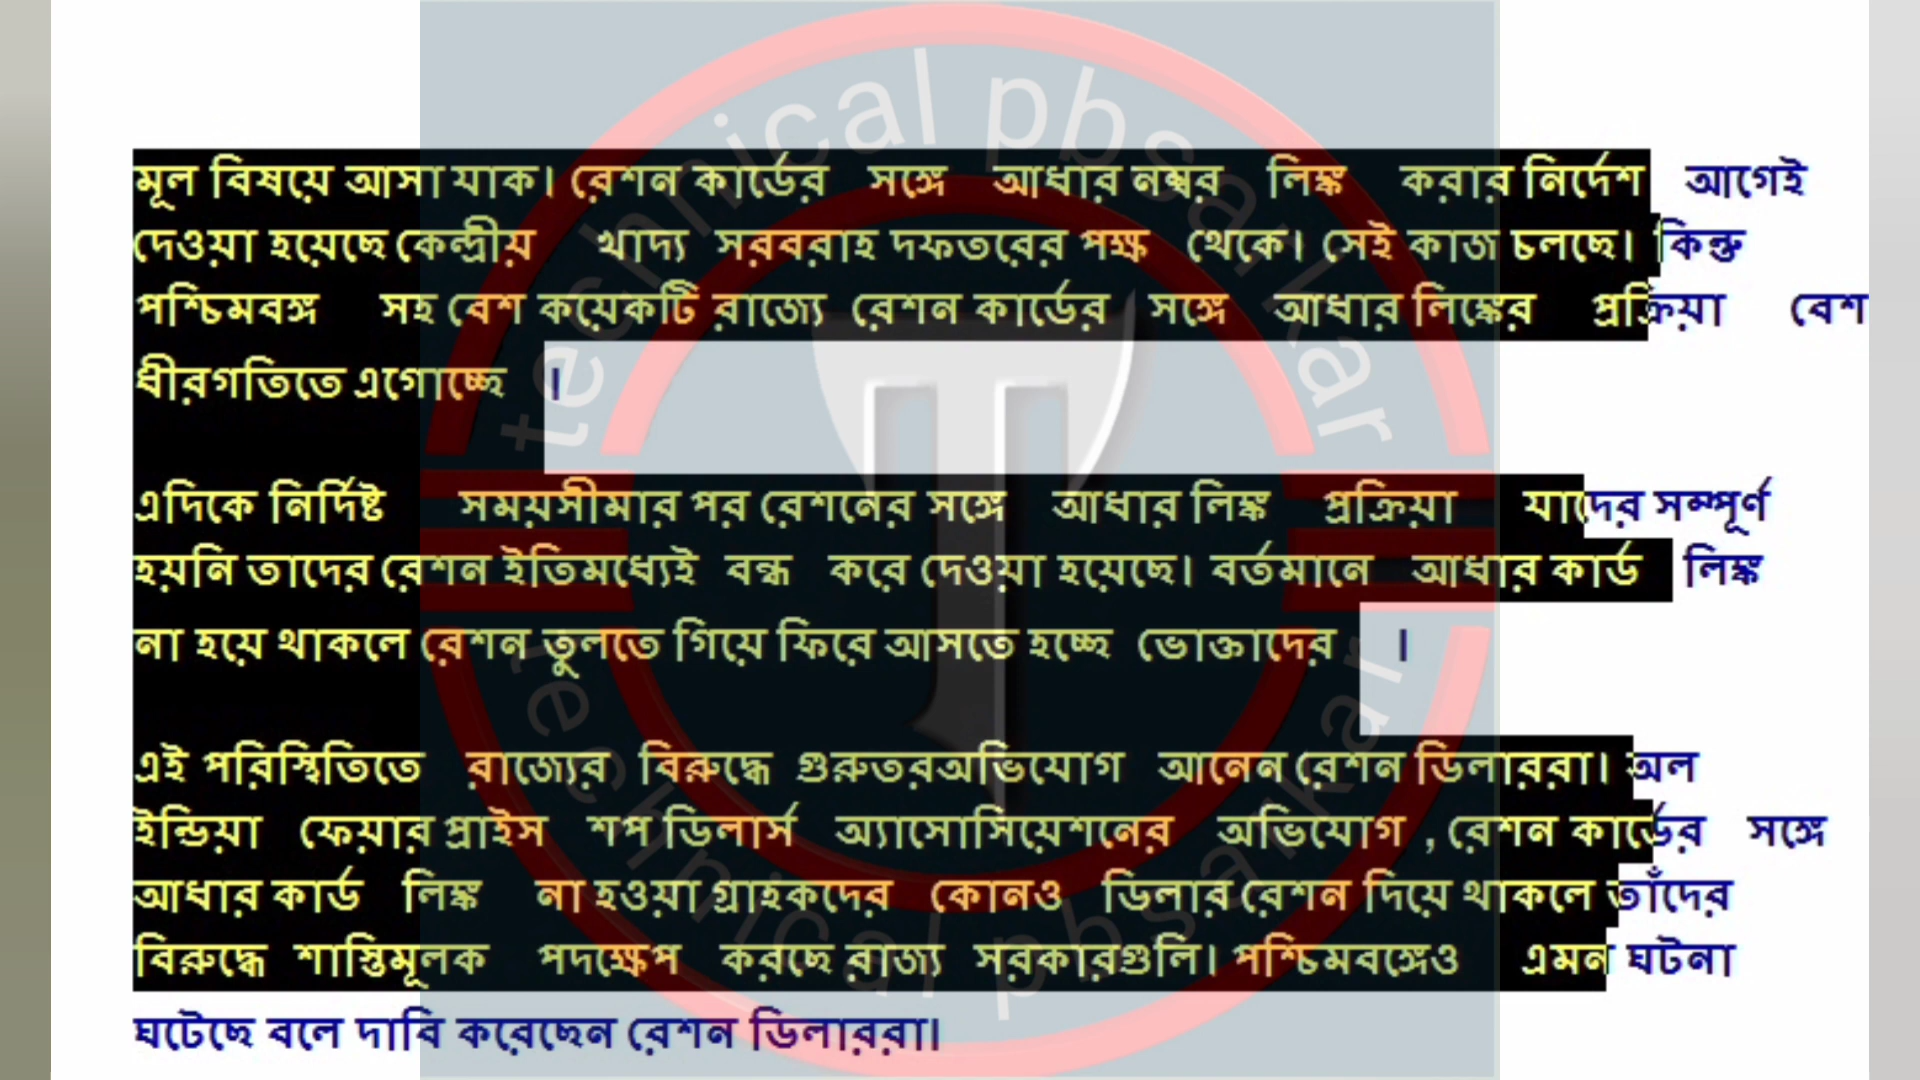 মূল বিষয়ে আসা যাক। রেশন কার্ডের সঙ্গে আধার নম্বর লিঙ্ক করার নির্দেশ আগেই
দেওয়া হয়েছে কেন্দ্রীয় খাদ্য সরবরাহ দফতরের পক্ষ থেকে। সেই কাজ চলছে। কিন্তু
পশ্চিমবঙ্গ সহ বেশ কয়েকটি রাজ্যে রেশন কার্ডের সঙ্গে আধার লিঙ্কের প্রক্রিয়া বেশ
ধীরগতিতে এগোচ্ছে ।
এদিকে নির্দিষ্ট সময়সীমার পর রেশনের সঙ্গে আধার লিঙ্ক প্রক্রিয়া যাদের সম্পূর্ণ
হয়নি তাদের রেশন ইতিমধ্যেই বন্ধ করে দেওয়া হয়েছে। বর্তমানে আধার কার্ড লিঙ্ক
না হয়ে থাকলে রেশন তুলতে গিয়ে ফিরে আসতে হচ্ছে ভোক্তাদের ।
এই পরিস্থিতিতে রাজ্যের বিরুদ্ধে গুরুতরঅভিযোগ আনেন রেশন ডিলাররা। অল
ইন্ডিয়া ফেয়ার প্রাইস শপ ডিলার্স অ্যাসোসিয়েশনের অভিযোগ , রেশন কার্ডের সঙ্গে
আধার কার্ড লিঙ্ক না হওয়া গ্রাহকদের কোনও ডিলার রেশন দিয়ে থাকলে তাঁদের
বিরুদ্ধে শাস্তিমূলক পদক্ষেপ করছে রাজ্য সরকারগুলি। পশ্চিমবঙ্গেও এমন ঘটনা
ঘটেছে বলে দাবি করেছেন রেশন ডিলাররা।
technical pbsarkar
T
technical pbsarkar